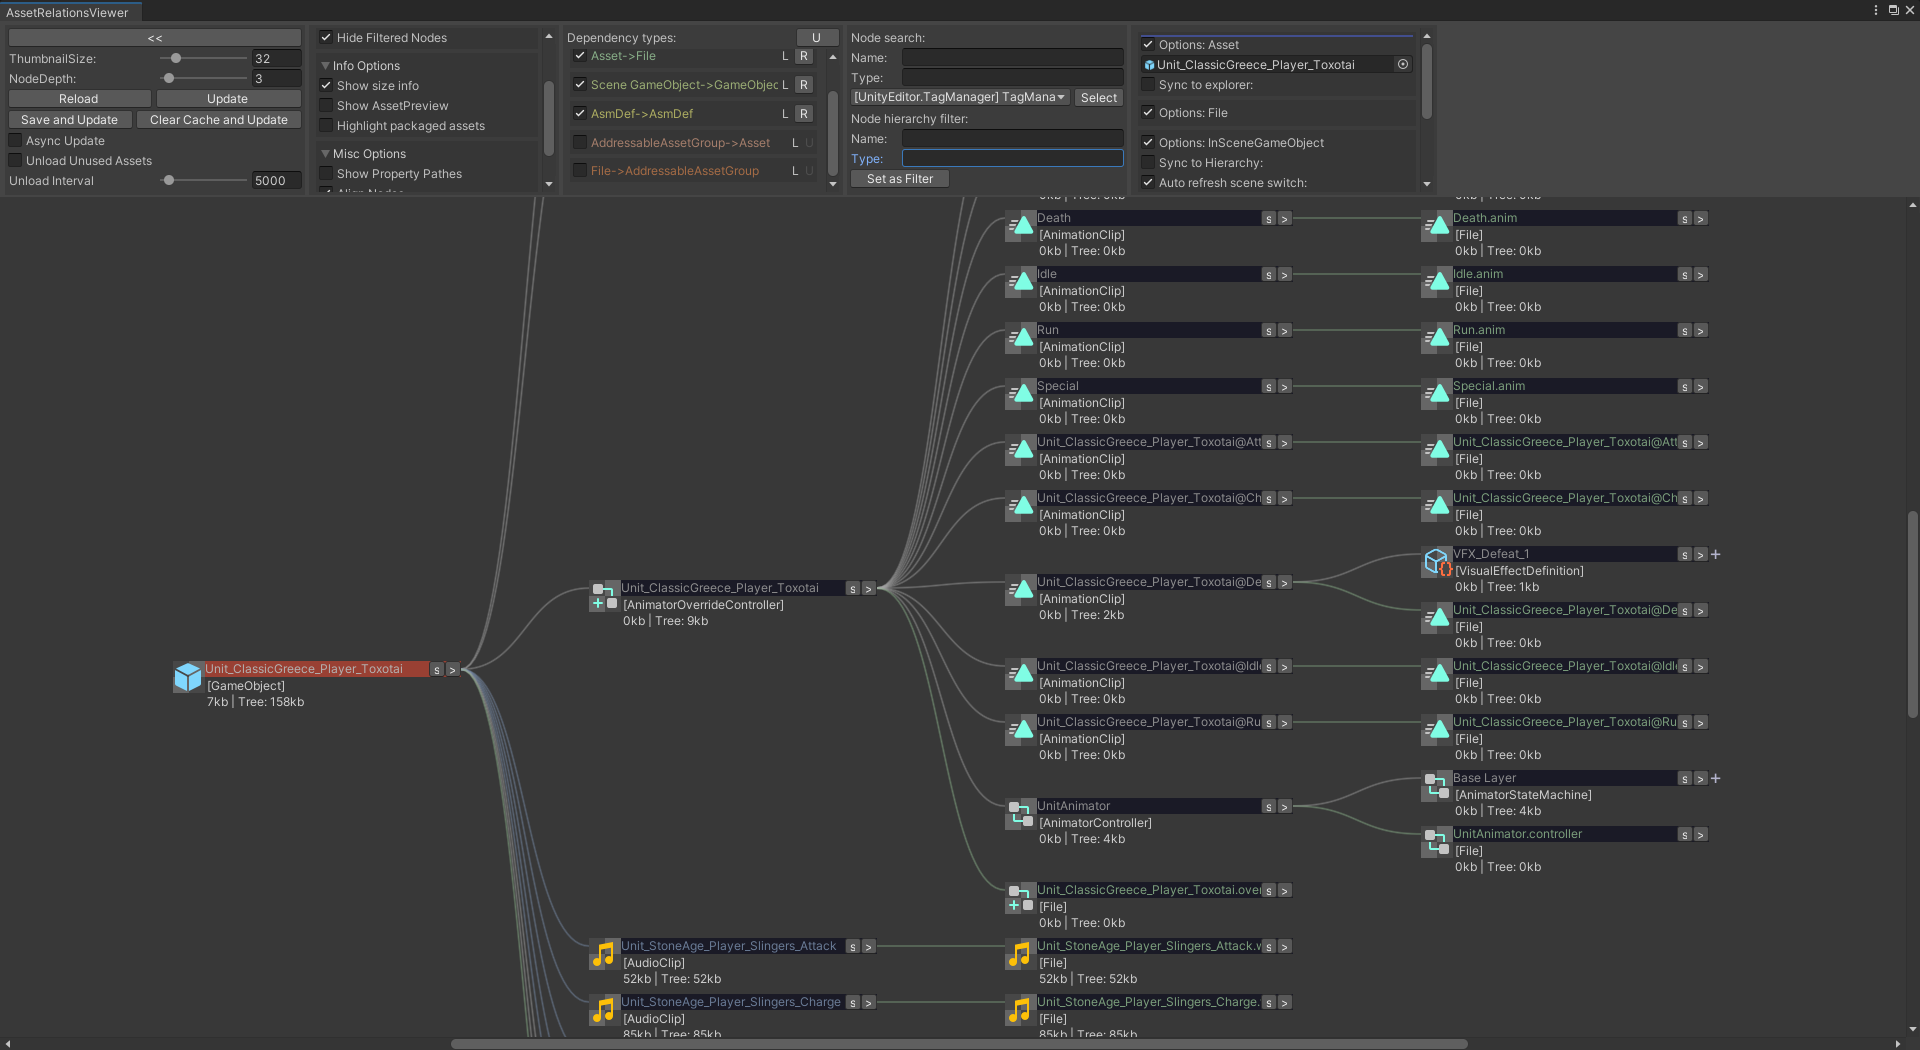 AssetRelationsViewer
<<
ThumbnailSize: 32
NodeDepth: 3
Reload Update
Save and Update Clear Cache and Update
Async Update
Unload Unused Assets
Unload Interval 5000
Hide Filtered Nodes
Info Options
Show size info
Show AssetPreview
Highlight packaged assets
Misc Options
Show Property Pathes
Align Nodes
Dependency types: U
Asset->File L R
Scene GameObject->GameObjec L R
AsmDef->AsmDef L R
AddressableAssetGroup->Asset L U
File->AddressableAssetGroup L U
Node search:
Name:
Type:
[UnityEditor.TagManager] TagMana Select
Node hierarchy filter:
Name:
Type:
Set as Filter
Options: Asset
Unit_ClassicGreece_Player_Toxotai
Sync to explorer:
Options: File
Options: InSceneGameObject
Sync to Hierarchy:
Auto refresh scene switch:
Unit_ClassicGreece_Player_Toxotai s >
[GameObject]
7kb | Tree: 158kb
Unit_ClassicGreece_Player_Toxotai s >
[AnimatorOverrideController]
0kb | Tree: 9kb
Unit_StoneAge_Player_Slingers_Attack s >
[AudioClip]
52kb | Tree: 52kb
Unit_StoneAge_Player_Slingers_Charge s >
[AudioClip]
85kb | Tree: 85kb
0kb | Tree: 0kb
Death s >
[AnimationClip]
0kb | Tree: 0kb
Idle s >
[AnimationClip]
0kb | Tree: 0kb
Run s >
[AnimationClip]
0kb | Tree: 0kb
Special s >
[AnimationClip]
0kb | Tree: 0kb
Unit_ClassicGreece_Player_Toxotai@Att s >
[AnimationClip]
0kb | Tree: 0kb
Unit_ClassicGreece_Player_Toxotai@Ch s >
[AnimationClip]
0kb | Tree: 0kb
Unit_ClassicGreece_Player_Toxotai@De s >
[AnimationClip]
0kb | Tree: 2kb
Unit_ClassicGreece_Player_Toxotai@Idl s >
[AnimationClip]
0kb | Tree: 0kb
Unit_ClassicGreece_Player_Toxotai@Ru s >
[AnimationClip]
0kb | Tree: 0kb
UnitAnimator s >
[AnimatorController]
0kb | Tree: 4kb
Unit_ClassicGreece_Player_Toxotai.over s >
[File]
0kb | Tree: 0kb
Unit_StoneAge_Player_Slingers_Attack.w s >
[File]
52kb | Tree: 52kb
Unit_StoneAge_Player_Slingers_Charge. s >
[File]
85kb | Tree: 85kb
0kb | Tree: 0kb
Death.anim s >
[File]
0kb | Tree: 0kb
Idle.anim s >
[File]
0kb | Tree: 0kb
Run.anim s >
[File]
0kb | Tree: 0kb
Special.anim s >
[File]
0kb | Tree: 0kb
Unit_ClassicGreece_Player_Toxotai@Att s >
[File]
0kb | Tree: 0kb
Unit_ClassicGreece_Player_Toxotai@Ch s >
[File]
0kb | Tree: 0kb
VFX_Defeat_1 s > +
[VisualEffectDefinition]
0kb | Tree: 1kb
Unit_ClassicGreece_Player_Toxotai@De s >
[File]
0kb | Tree: 0kb
Unit_ClassicGreece_Player_Toxotai@Idl s >
[File]
0kb | Tree: 0kb
Unit_ClassicGreece_Player_Toxotai@Ru s >
[File]
0kb | Tree: 0kb
Base Layer s > +
[AnimatorStateMachine]
0kb | Tree: 4kb
UnitAnimator.controller s >
[File]
0kb | Tree: 0kb